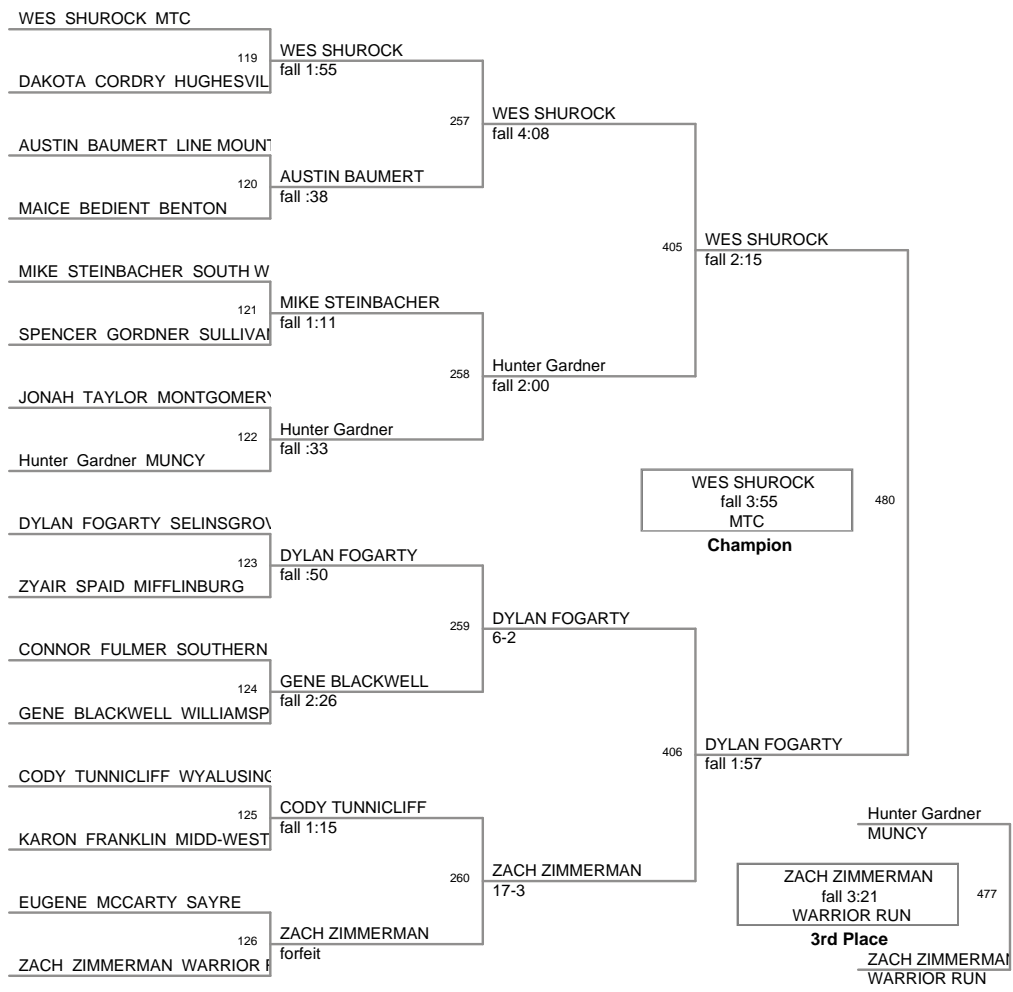 WES SHUROCK MTC
119
WES SHUROCK
fall 1:55
DAKOTA CORDRY HUGHESVIL
257
WES SHUROCK
fall 4:08
AUSTIN BAUMERT LINE MOUNT
120
AUSTIN BAUMERT
fall :38
MAICE BEDIENT BENTON
405
WES SHUROCK
fall 2:15
MIKE STEINBACHER SOUTH W
121
MIKE STEINBACHER
fall 1:11
SPENCER GORDNER SULLIVAN
258
Hunter Gardner
fall 2:00
JONAH TAYLOR MONTGOMERY
122
Hunter Gardner
fall :33
Hunter Gardner MUNCY
WES SHUROCK
fall 3:55
MTC
Champion
480
DYLAN FOGARTY SELINSGROV
123
DYLAN FOGARTY
fall :50
ZYAIR SPAID MIFFLINBURG
259
DYLAN FOGARTY
6-2
CONNOR FULMER SOUTHERN
124
GENE BLACKWELL
fall 2:26
GENE BLACKWELL WILLIAMSP
406
DYLAN FOGARTY
fall 1:57
CODY TUNNICLIFF WYALUSING
125
CODY TUNNICLIFF
fall 1:15
KARON FRANKLIN MIDD-WEST
260
ZACH ZIMMERMAN
17-3
EUGENE MCCARTY SAYRE
126
ZACH ZIMMERMAN
forfeit
ZACH ZIMMERMAN WARRIOR R
Hunter Gardner
MUNCY
ZACH ZIMMERMAN
fall 3:21
WARRIOR RUN
3rd Place
477
ZACH ZIMMERMAN
WARRIOR RUN